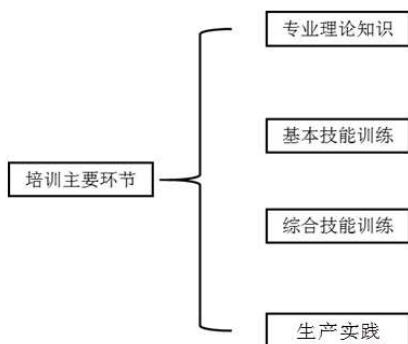 专业理论知识
基本技能训练
培训主要环节
综合技能训练
生产实践